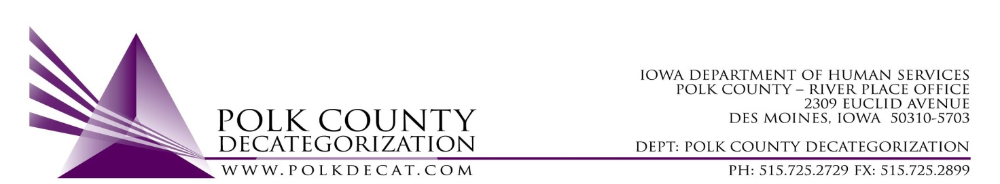 POLK COUNTY
DECATEGORIZATION
WWW.POLKDECAT.COM
IOWA DEPARTMENT OF HUMAN SERVICES
POLK COUNTY – RIVER PLACE OFFICE
2309 EUCLID AVENUE
DES MOINES, IOWA 50310-5703
DEPT: POLK COUNTY DECATEGORIZATION
PH: 515.725.2729 FX: 515.725.2899